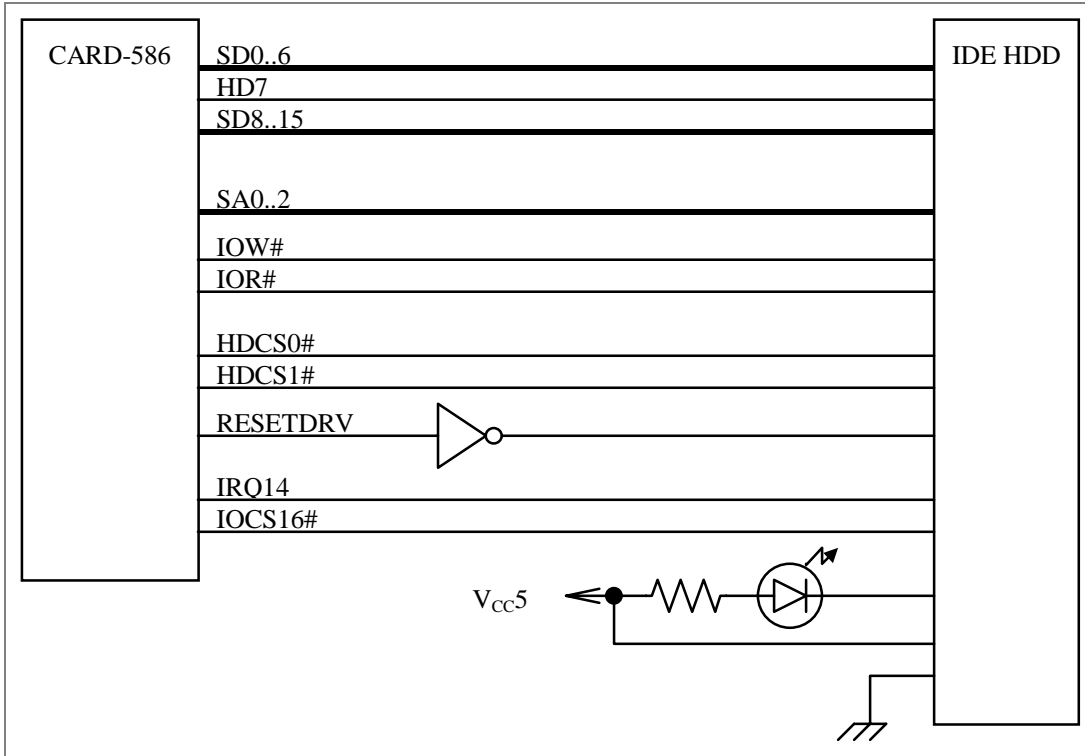 CARD-586
IDE HDD
SD0..6
HD7
SD8..15
SA0..2
IOW#
IOR#
HDCS0#
HDCS1#
RESETDRV
IRQ14
IOCS16#
VCC5